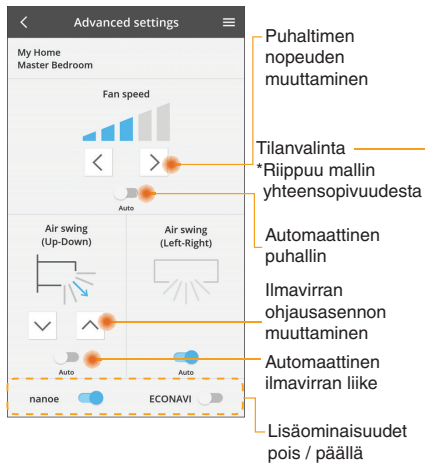 Advanced settings
My Home
Master Bedroom
Fan speed
Auto
Air swing
(Up-Down)
Auto
Air swing
(Left-Right)
Auto
nanoe
ECONAVI
Puhaltimen
nopeuden
muuttaminen
Tilanvalinta
*Riippuu mallin
yhteensopivuudesta
Automaattinen
puhallin
Ilmavirran
ohjausasennon
muuttaminen
Automaattinen
ilmavirran liike
Lisäominaisuudet
pois / päällä